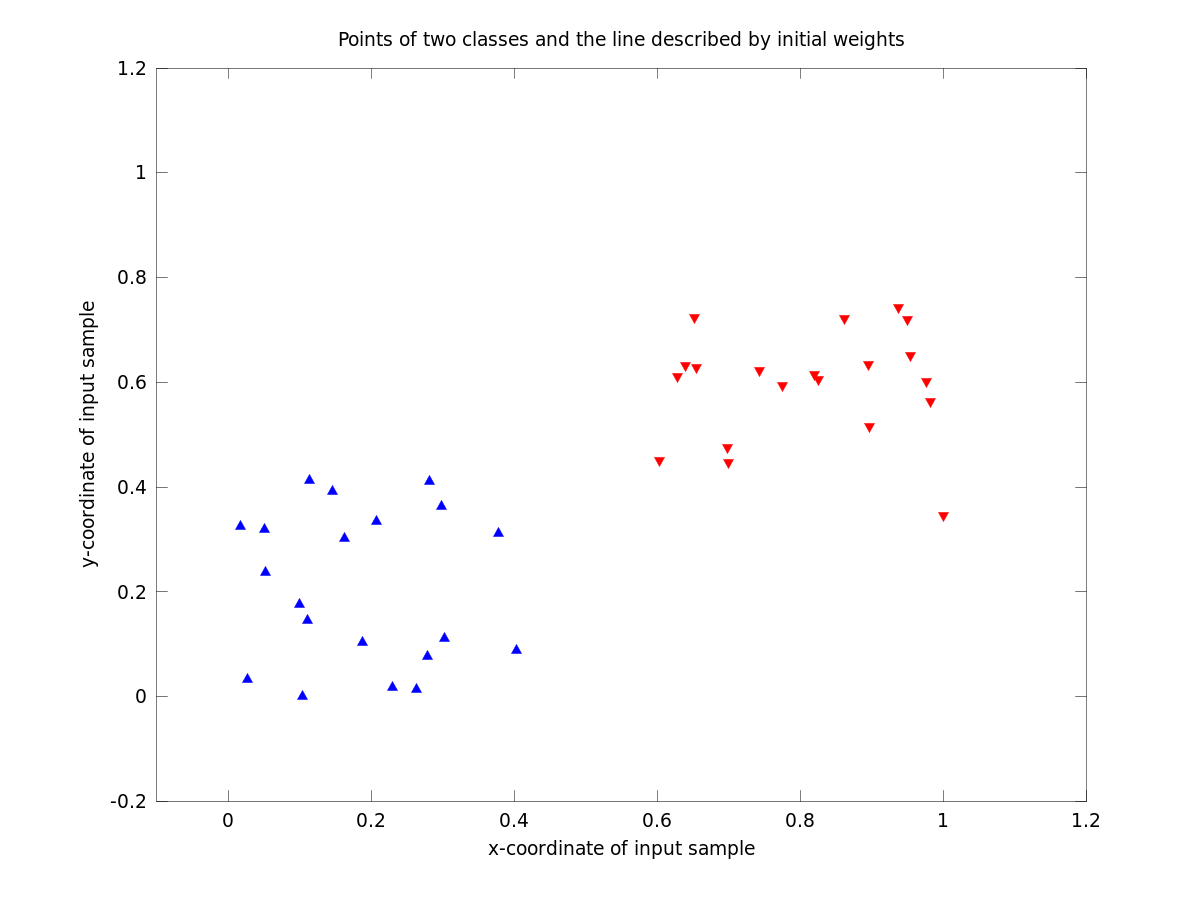 Points of two classes and the line described by initial weights
1.2
1
0.8
0.6
0.4
0.2
0
-0.2
y-coordinate of input sample
0 0.2 0.4 0.6 0.8 1 1.2
x-coordinate of input sample